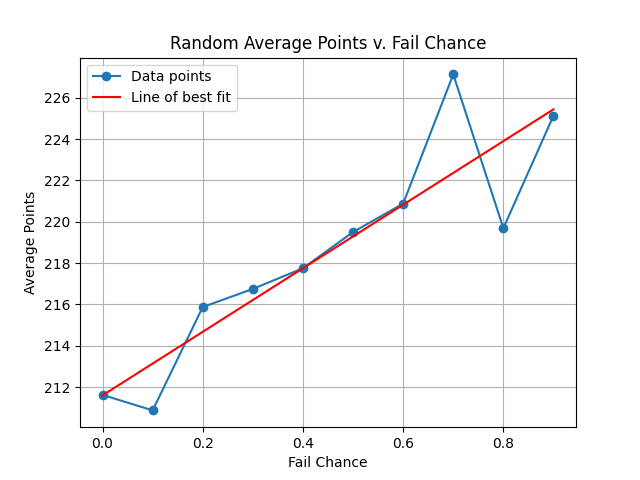 Random Average Points v. Fail Chance
Data points
Line of best fit
226
224
222
220
218
216
214
212
Average Points
0.0 0.2 0.4 0.6 0.8
Fail Chance